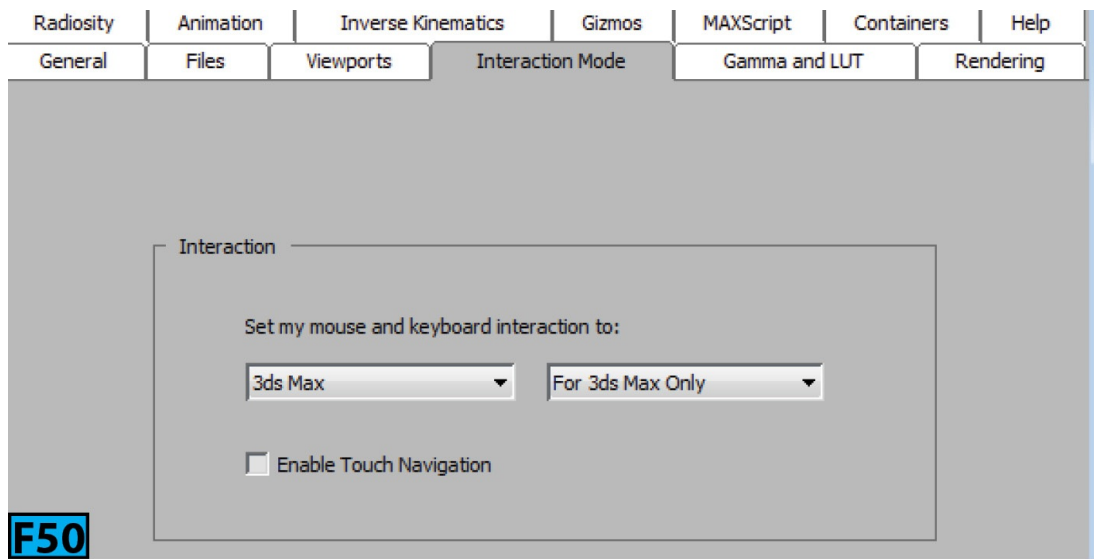 Radiosity Animation Inverse Kinematics Gizmos MAXScript Containers Help
General Files Viewports Interaction Mode Gamma and LUT Rendering
Interaction
Set my mouse and keyboard interaction to:
3ds Max For 3ds Max Only
Enable Touch Navigation
F50